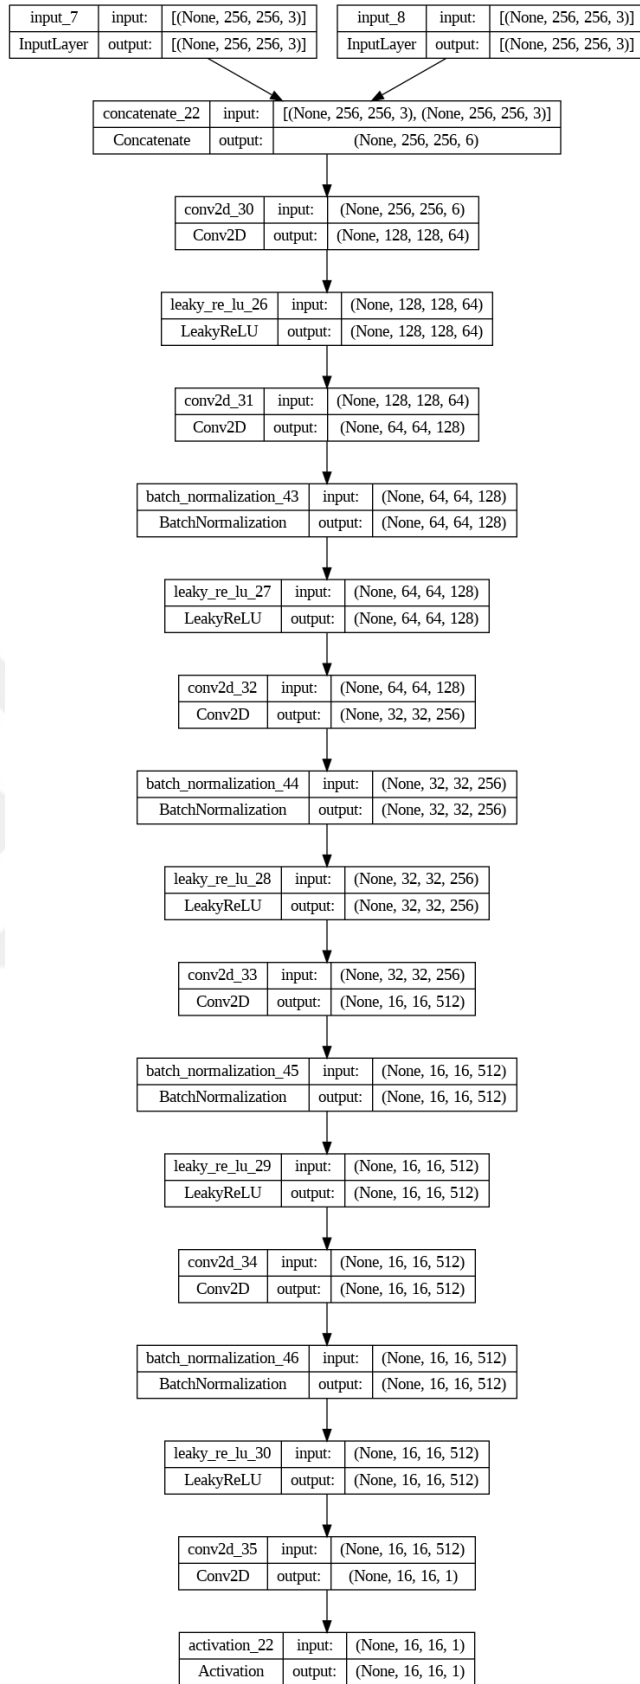 input_7 input: [(None, 256, 256, 3)]
InputLayer output: [(None, 256, 256, 3)]
input_8 input: [(None, 256, 256, 3)]
InputLayer output: [(None, 256, 256, 3)]
concatenate_22 input: [(None, 256, 256, 3), (None, 256, 256, 3)]
Concatenate output: (None, 256, 256, 6)
conv2d_30 input: (None, 256, 256, 6)
Conv2D output: (None, 128, 128, 64)
leaky_re_lu_26 input: (None, 128, 128, 64)
LeakyReLU output: (None, 128, 128, 64)
conv2d_31 input: (None, 128, 128, 64)
Conv2D output: (None, 64, 64, 128)
batch_normalization_43 input: (None, 64, 64, 128)
BatchNormalization output: (None, 64, 64, 128)
leaky_re_lu_27 input: (None, 64, 64, 128)
LeakyReLU output: (None, 64, 64, 128)
conv2d_32 input: (None, 64, 64, 128)
Conv2D output: (None, 32, 32, 256)
batch_normalization_44 input: (None, 32, 32, 256)
BatchNormalization output: (None, 32, 32, 256)
leaky_re_lu_28 input: (None, 32, 32, 256)
LeakyReLU output: (None, 32, 32, 256)
conv2d_33 input: (None, 32, 32, 256)
Conv2D output: (None, 16, 16, 512)
batch_normalization_45 input: (None, 16, 16, 512)
BatchNormalization output: (None, 16, 16, 512)
leaky_re_lu_29 input: (None, 16, 16, 512)
LeakyReLU output: (None, 16, 16, 512)
conv2d_34 input: (None, 16, 16, 512)
Conv2D output: (None, 16, 16, 512)
batch_normalization_46 input: (None, 16, 16, 512)
BatchNormalization output: (None, 16, 16, 512)
leaky_re_lu_30 input: (None, 16, 16, 512)
LeakyReLU output: (None, 16, 16, 512)
conv2d_35 input: (None, 16, 16, 512)
Conv2D output: (None, 16, 16, 1)
activation_22 input: (None, 16, 16, 1)
Activation output: (None, 16, 16, 1)